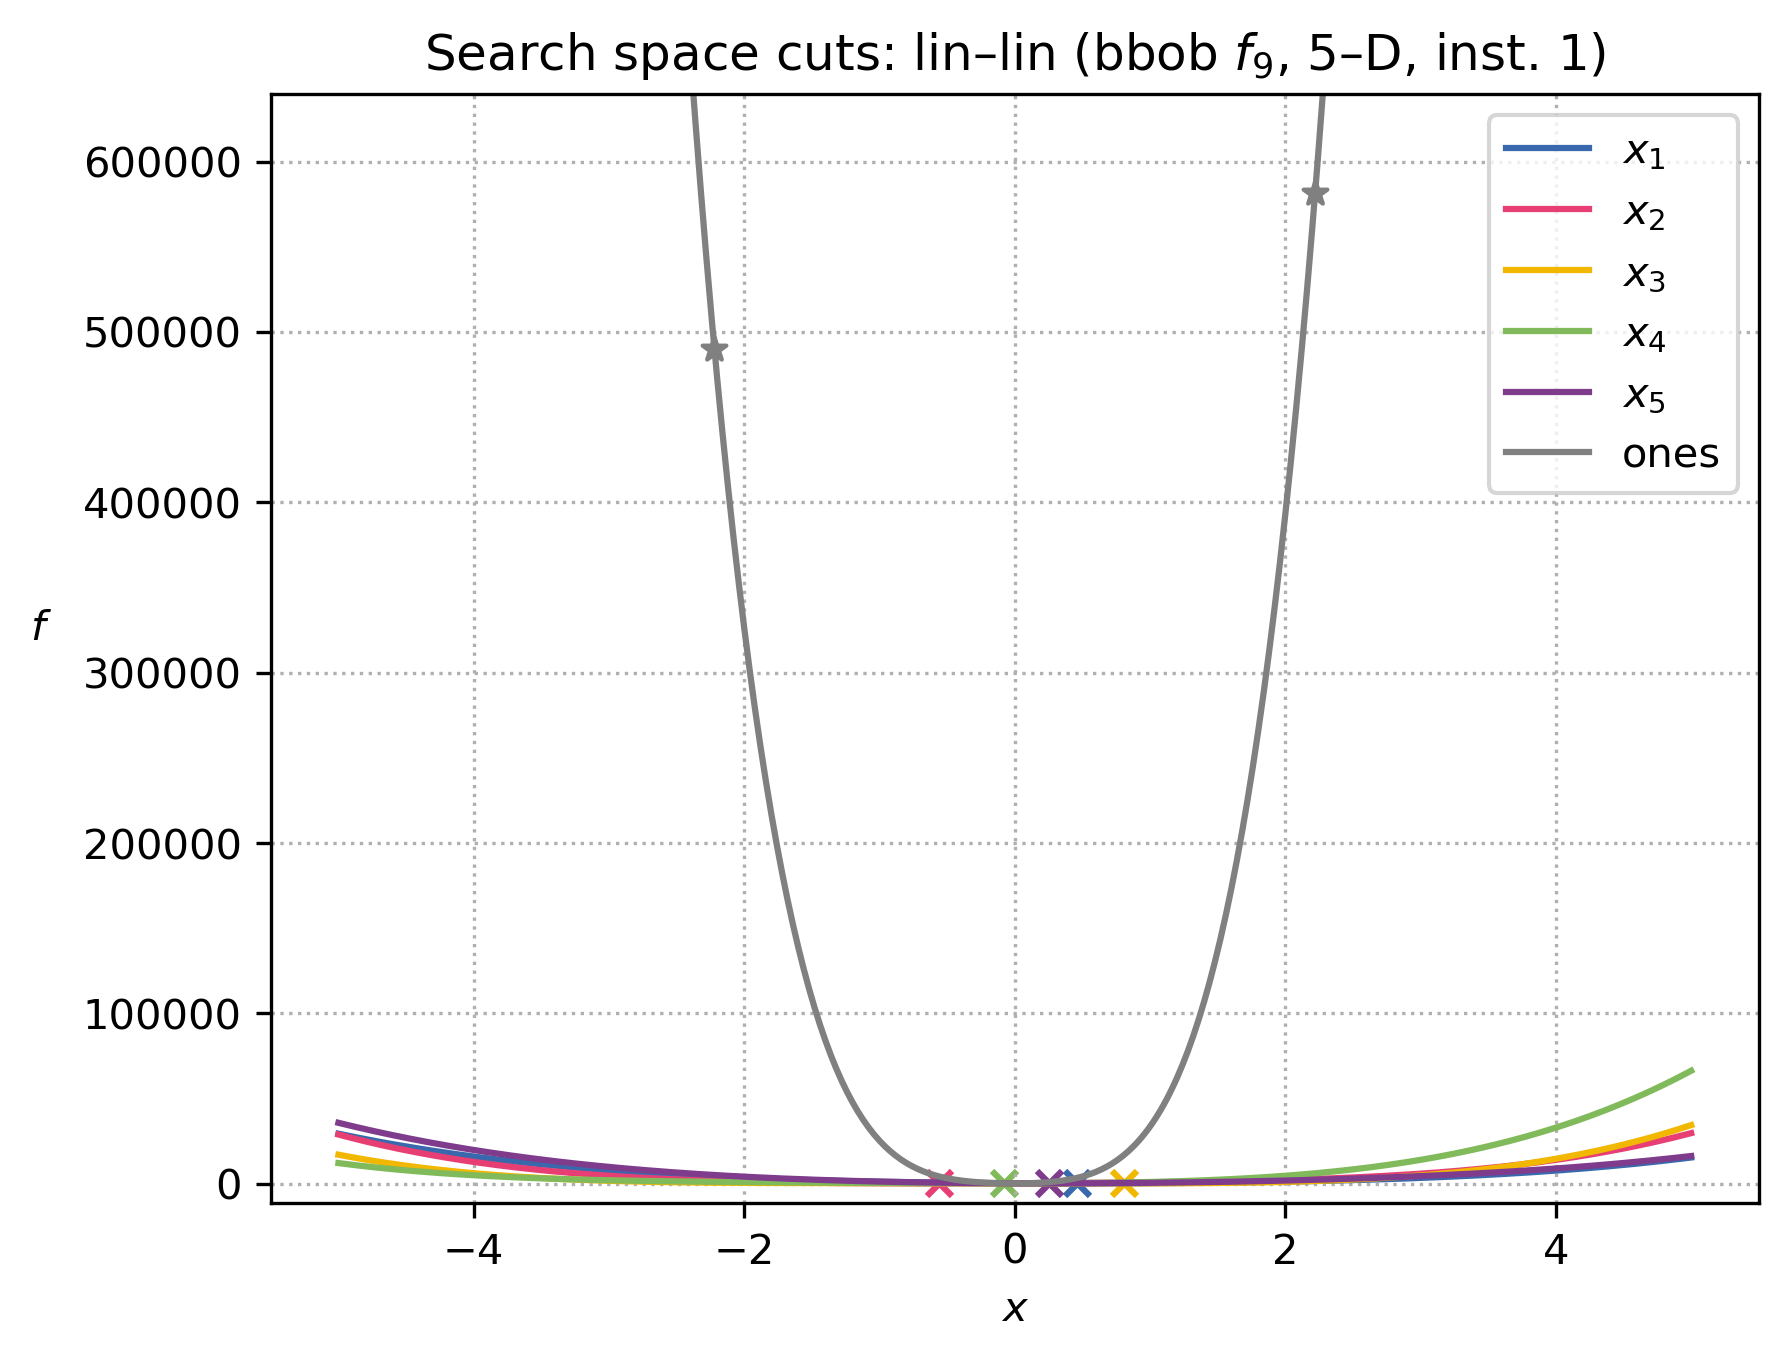 Search space cuts: lin–lin (bbob f₉, 5–D, inst. 1)
600000
500000
400000
300000
200000
100000
0
f
−4
−2
0
2
4
x
x₁
x₂
x₃
x₄
x₅
ones